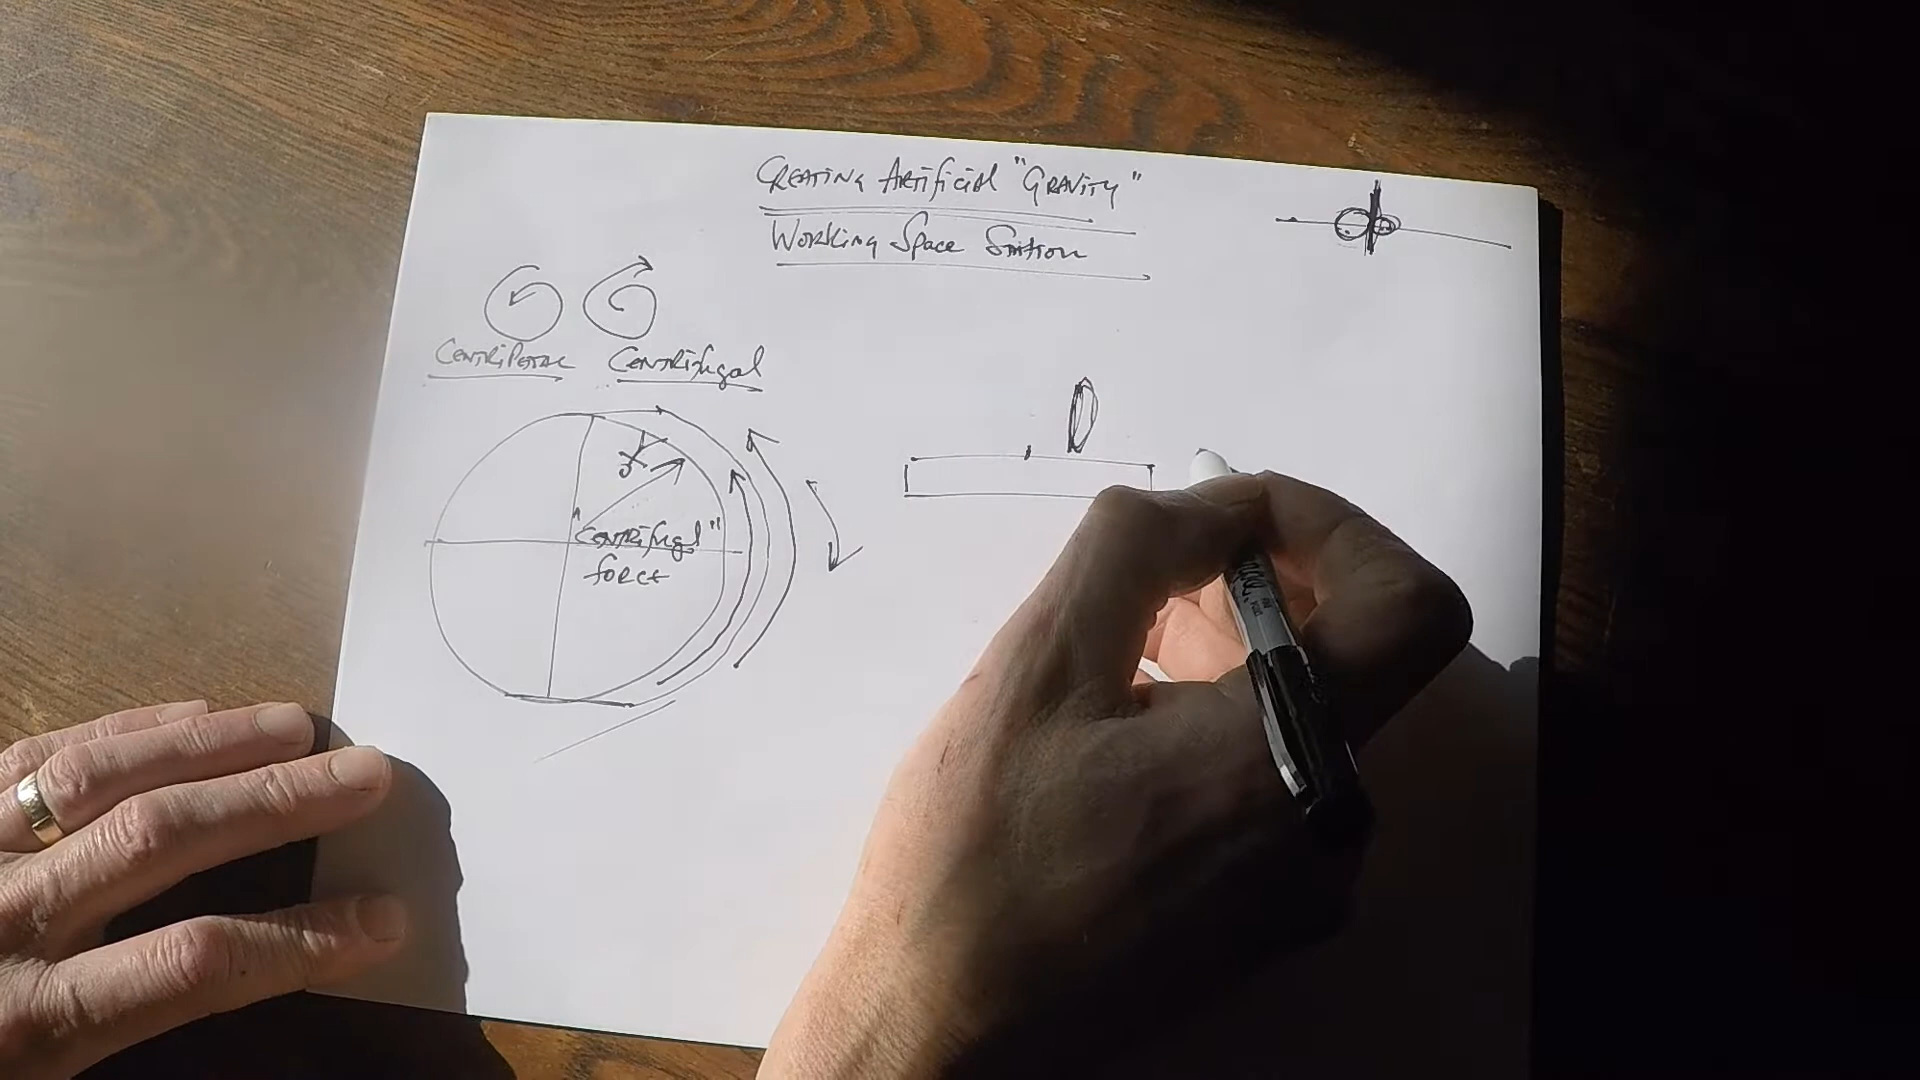 Creating Artificial "Gravity"
Working Space Station
Centripetal Centrifugal
"Centrifugal"
force